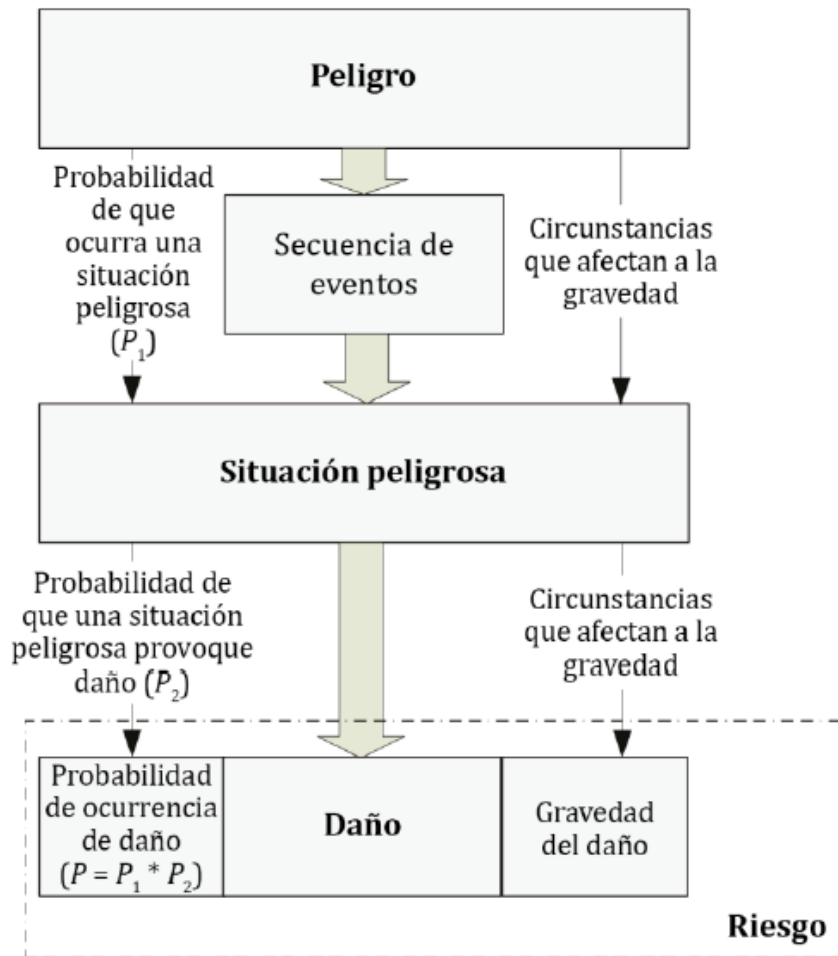 Peligro
Probabilidad
de que
ocurra una
situación
peligrosa
(P₁)
Secuencia de
eventos
Circunstancias
que afectan a la
gravedad
Situación peligrosa
Probabilidad de
que una situación
peligrosa provoque
daño (P₂)
Circunstancias
que afectan a la
gravedad
Probabilidad
de ocurrencia
de daño
(P = P₁ * P₂)
Daño
Gravedad
del daño
Riesgo